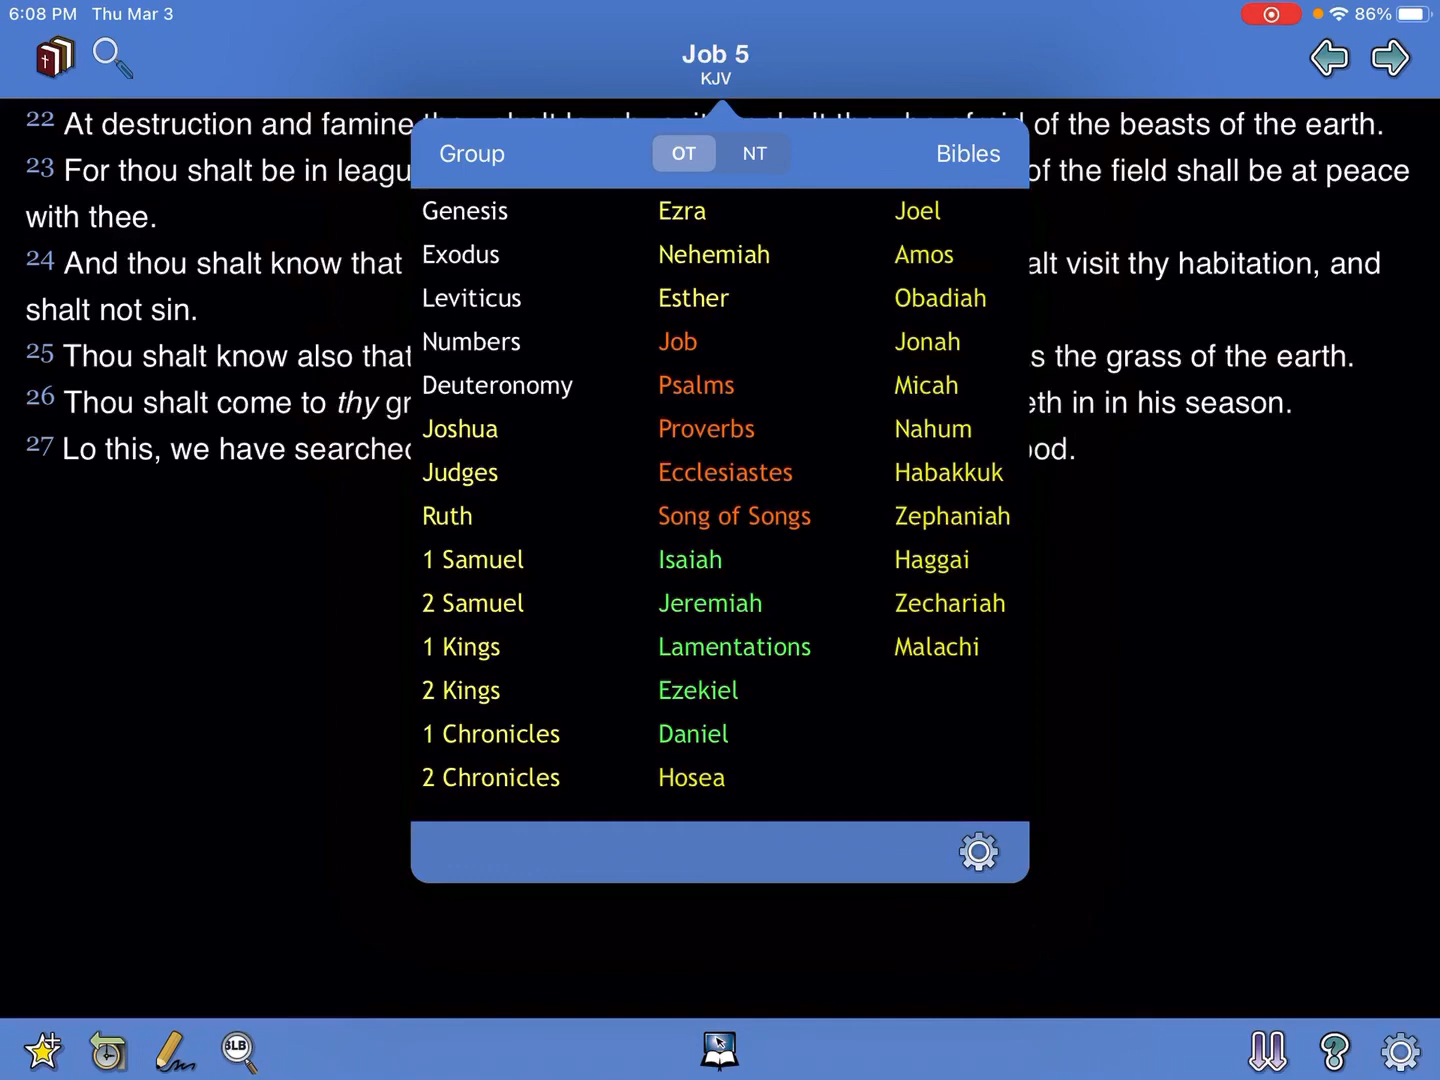 6:08 PM Thu Mar 3
86%
Job 5
KJV
22 At destruction and famine of the beasts of the earth.
23 For thou shalt be in leagu of the field shall be at peace
with thee.
24 And thou shalt know that alt visit thy habitation, and
shalt not sin.
25 Thou shalt know also that s the grass of the earth.
26 Thou shalt come to thy gr eth in in his season.
27 Lo this, we have searched ood.
Group OT NT Bibles
Genesis Ezra Joel
Exodus Nehemiah Amos
Leviticus Esther Obadiah
Numbers Job Jonah
Deuteronomy Psalms Micah
Joshua Proverbs Nahum
Judges Ecclesiastes Habakkuk
Ruth Song of Songs Zephaniah
1 Samuel Isaiah Haggai
2 Samuel Jeremiah Zechariah
1 Kings Lamentations Malachi
2 Kings Ezekiel
1 Chronicles Daniel
2 Chronicles Hosea
BLB